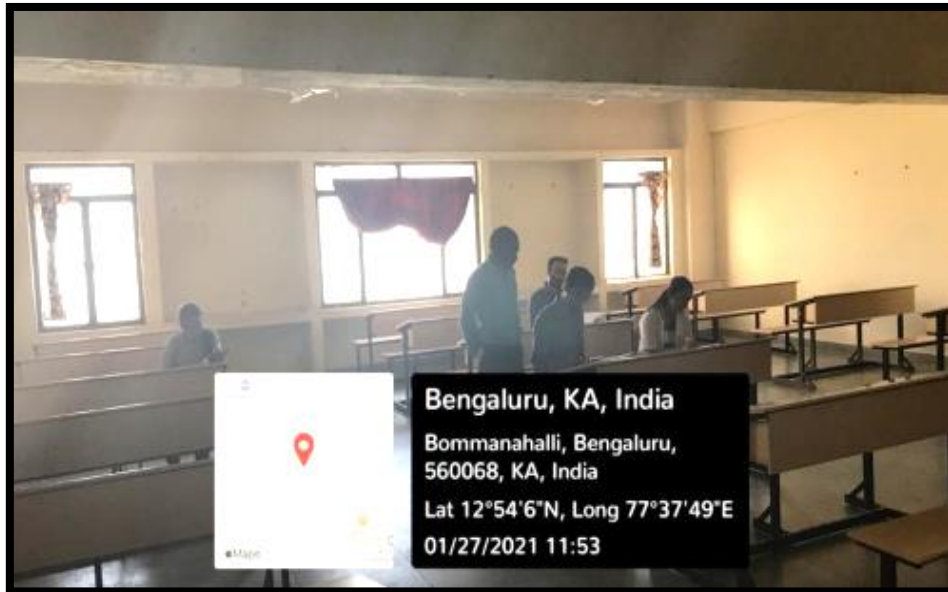 Maps
Bengaluru, KA, India
Bommanahalli, Bengaluru,
560068, KA, India
Lat 12°54'6"N, Long 77°37'49"E
01/27/2021 11:53